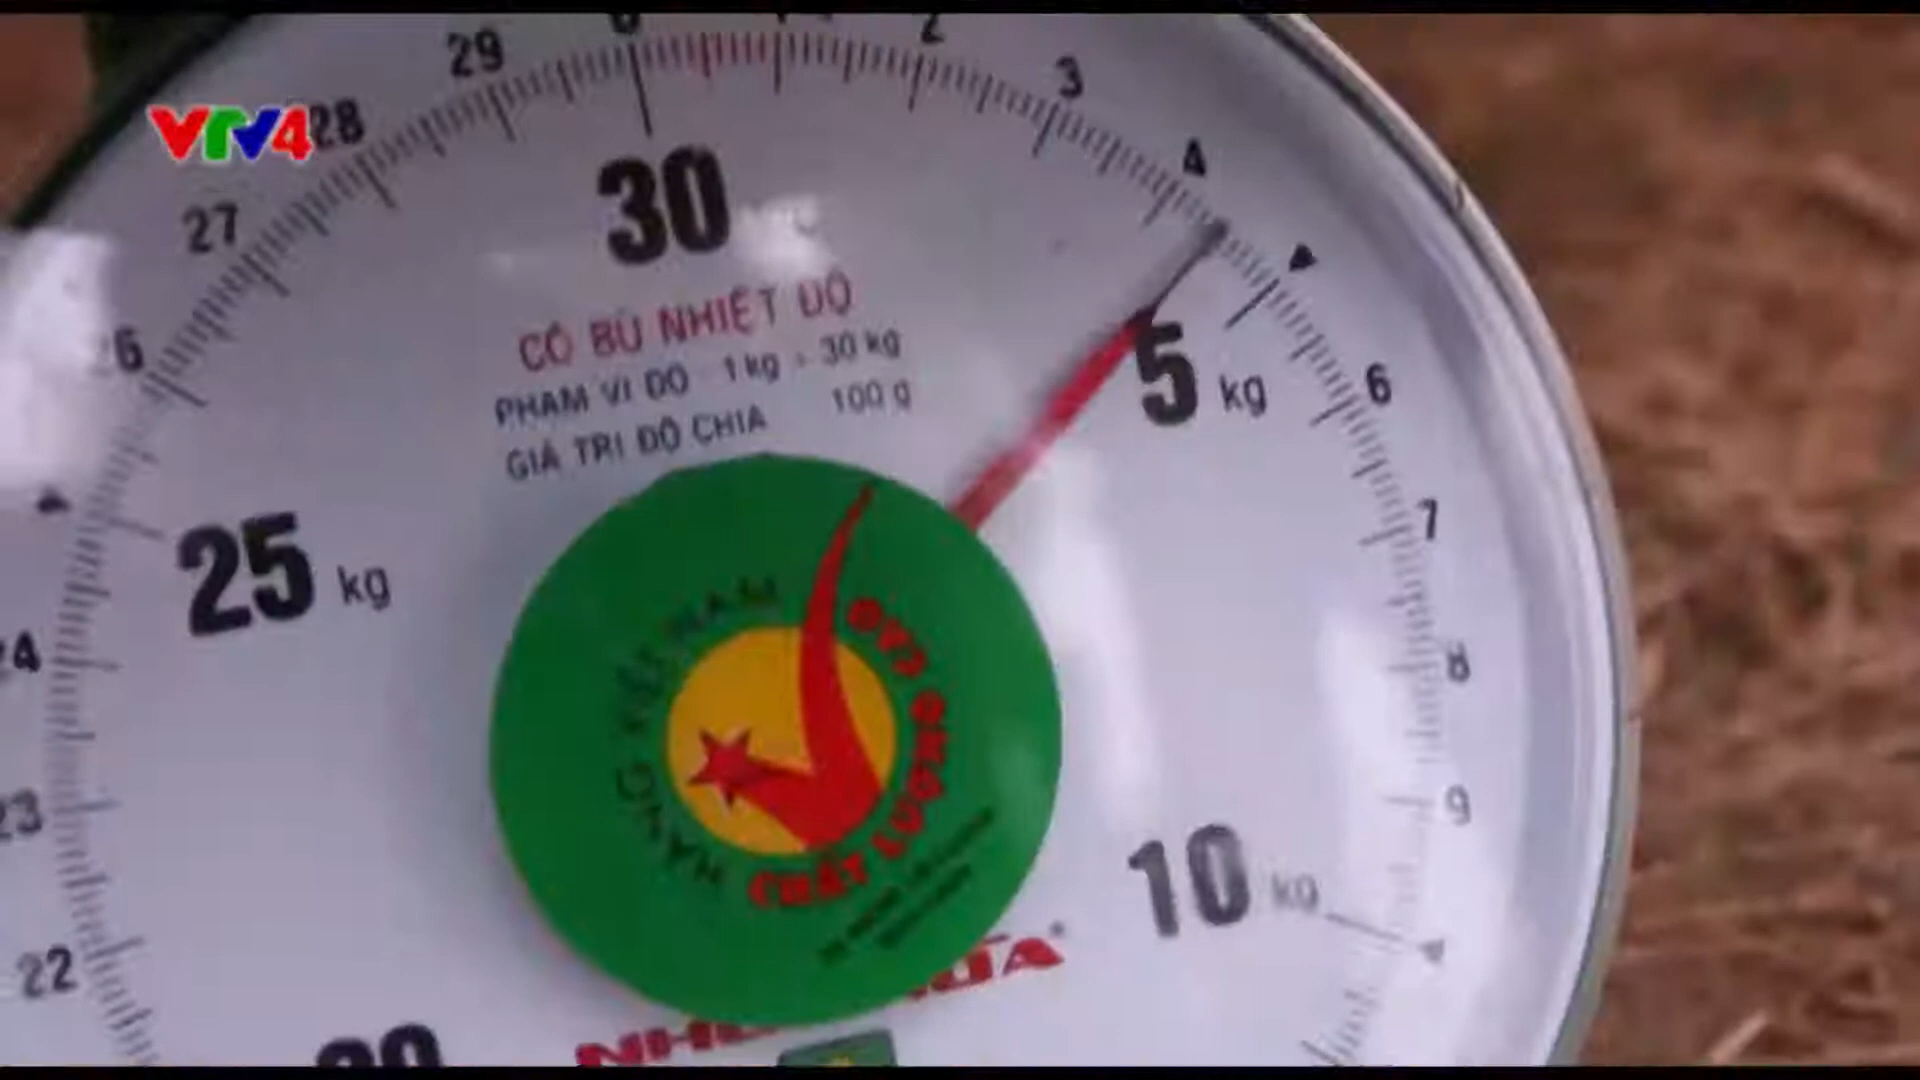 29
2
3
VTV4
28
4
27
30
CÓ BÙ NHIỆT ĐỘ
PHẠM VI ĐO 1 kg - 30 kg
GIÁ TRỊ ĐỘ CHIA 100 g
5 kg
6
7
25 kg
24
8
HÀNG VIỆT NAM
CHẤT LƯỢNG CAO
23
9
10 kg
22